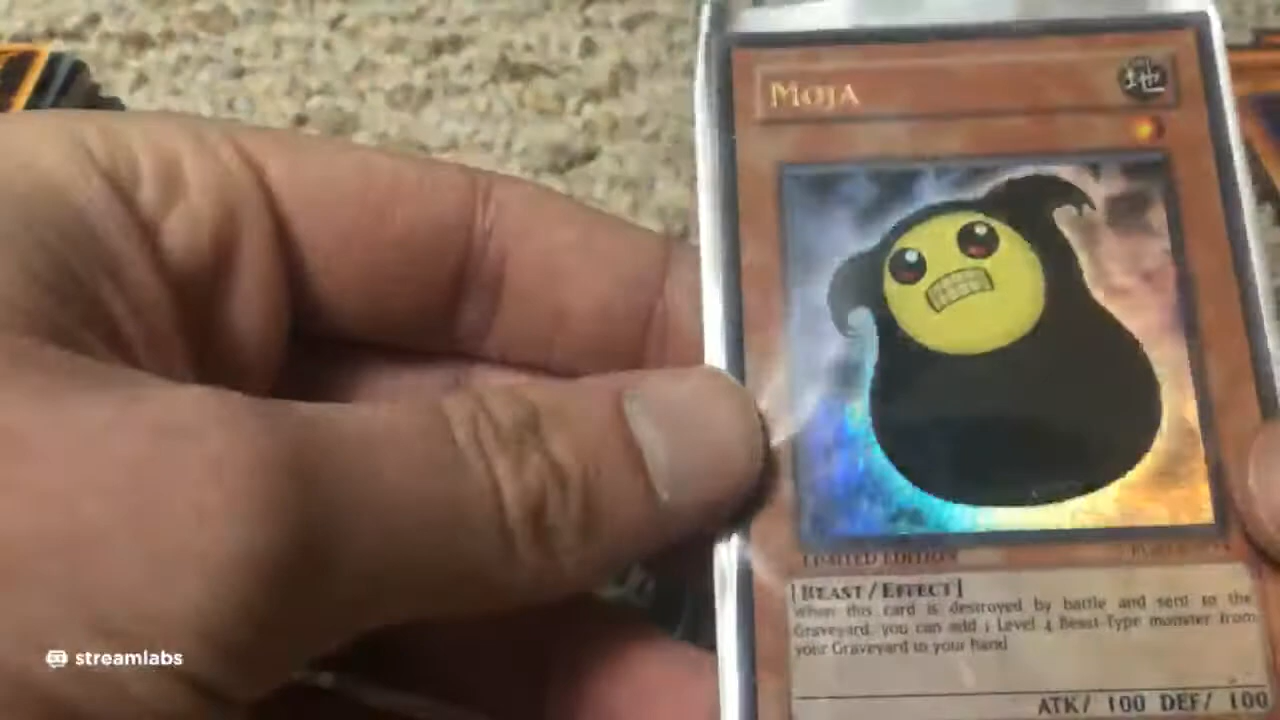 MOJA
地
LIMITED EDITION
[BEAST/EFFECT]
When this card is destroyed by battle and sent to the
Graveyard, you can add 1 Level 4 Beast-Type monster from
your Graveyard to your hand
ATK/ 100 DEF/ 100
streamlabs